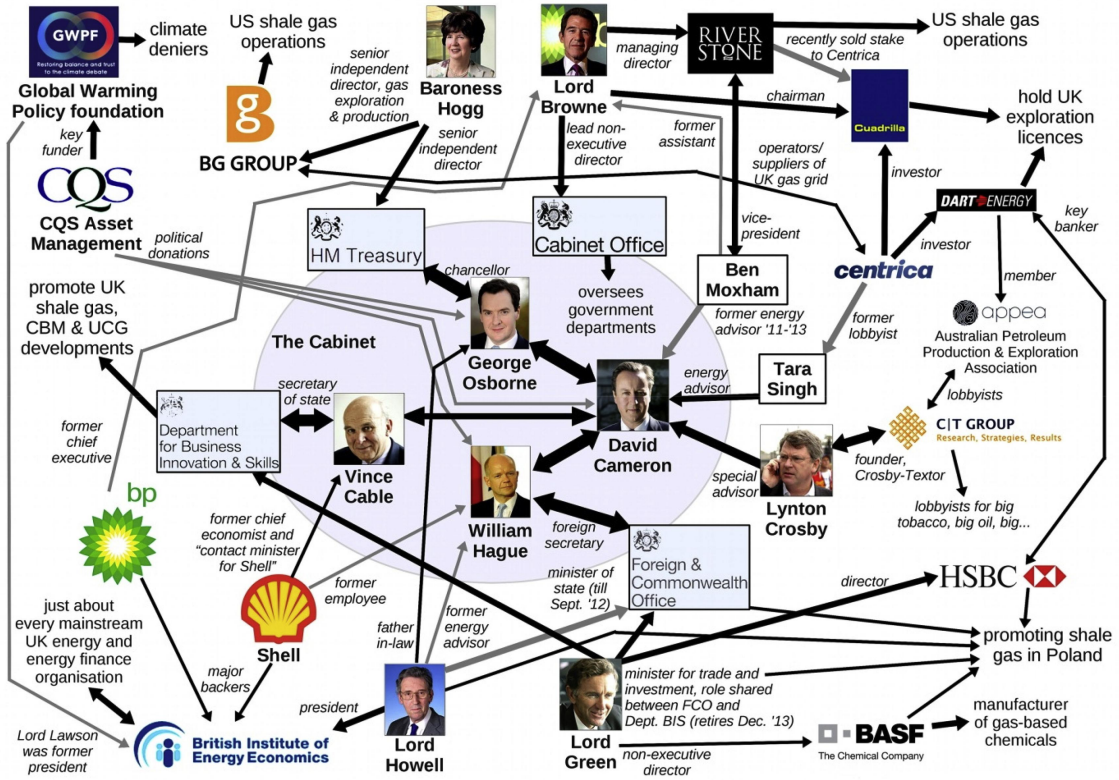 GWPF
Restoring balance and trust
to the climate debate
climate
deniers
Global Warming
Policy foundation
key
funder
CQS
CQS Asset
Management
political
donations
US shale gas
operations
BG GROUP
senior
independent
director, gas
exploration
& production
Baroness
Hogg
senior
independent
director
Lord
Browne
managing
director
RIVER
STONE
recently sold stake
to Centrica
US shale gas
operations
chairman
Cuadrilla
hold UK
exploration
licences
lead non-
executive
director
former
assistant
operators/
suppliers of
UK gas grid
investor
DART ENERGY
key
banker
HM Treasury
Cabinet Office
vice-
president
centrica
investor
member
chancellor
oversees
government
departments
Ben
Moxham
former energy
advisor '11-'13
former
lobbyist
appea
Australian Petroleum
Production & Exploration
Association
promote UK
shale gas,
CBM & UCG
developments
The Cabinet
George
Osborne
energy
advisor
Tara
Singh
lobbyists
secretary
of state
Department
for Business
Innovation & Skills
Vince
Cable
David
Cameron
C|T GROUP
Research, Strategies, Results
founder,
Crosby-Textor
special
advisor
Lynton
Crosby
lobbyists for big
tobacco, big oil, big...
former
chief
executive
bp
former chief
economist and
"contact minister
for Shell"
William
Hague
foreign
secretary
Foreign &
Commonwealth
Office
minister of
state (till
Sept. '12)
director
HSBC
former
employee
just about
every mainstream
UK energy and
energy finance
organisation
Shell
father
in-law
former
energy
advisor
promoting shale
gas in Poland
major
backers
president
minister for trade and
investment, role shared
between FCO and
Dept. BIS (retires Dec. '13)
manufacturer
of gas-based
chemicals
Lord Lawson
was former
president
British Institute of
Energy Economics
Lord
Howell
Lord
Green
non-executive
director
BASF
The Chemical Company